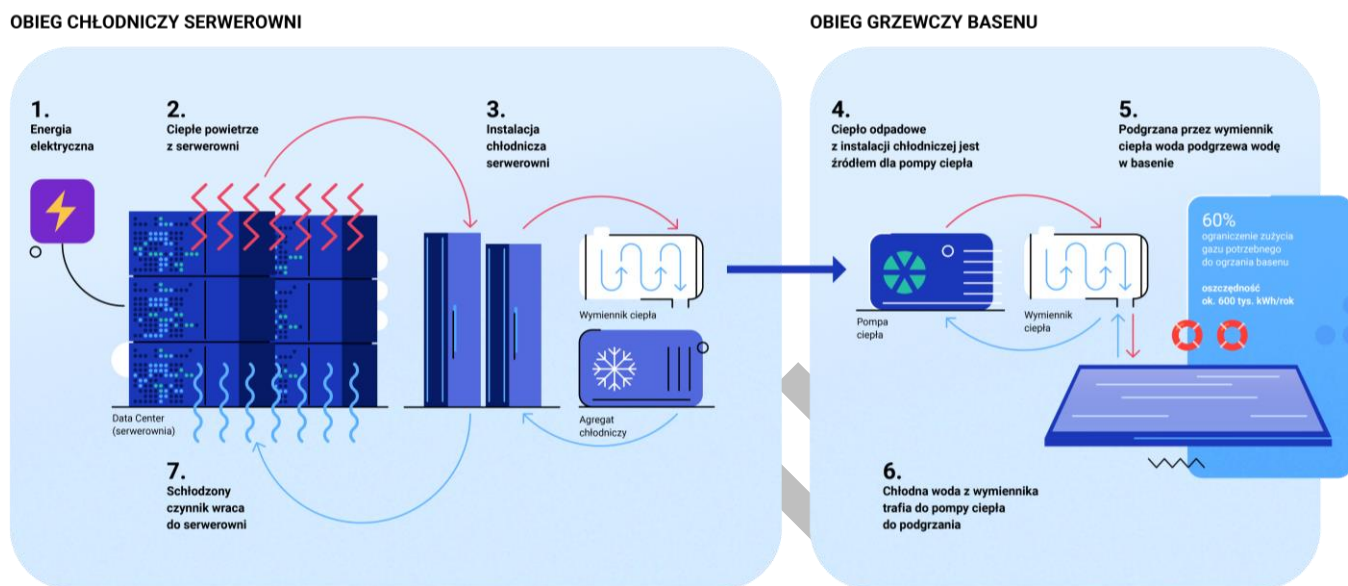 OBIEG CHŁODNICZY SERWEROWNI
1.
Energia
elektryczna
2.
Ciepłe powietrze
z serwerowni
3.
Instalacja
chłodnicza
serwerowni
Wymiennik ciepła
Agregat
chłodniczy
Data Center
(serwerownia)
7.
Schłodzony
czynnik wraca
do serwerowni
OBIEG GRZEWCZY BASENU
4.
Ciepło odpadowe
z instalacji chłodniczej jest
źródłem dla pompy ciepła
5.
Podgrzana przez wymiennik
ciepła woda podgrzewa wodę
w basenie
60%
ograniczenie zużycia
gazu potrzebnego
do ogrzania basenu
oszczędność
ok. 600 tys. kWh/rok
Pompa
ciepła
Wymiennik
ciepła
6.
Chłodna woda z wymiennika
trafia do pompy ciepła
do podgrzania